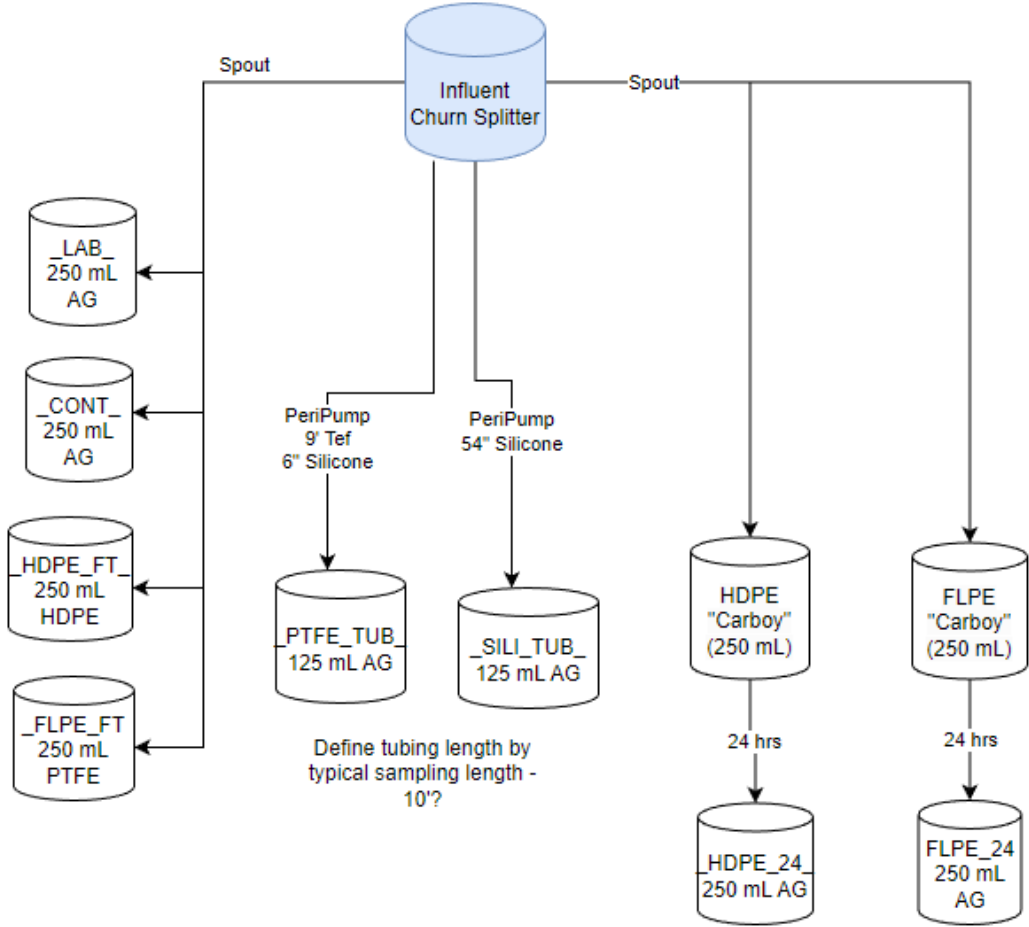 Spout
Influent
Churn Splitter
Spout
_LAB_
250 mL
AG
_CONT_
250 mL
AG
_HDPE_FT_
250 mL
HDPE
_FLPE_FT
250 mL
PTFE
PeriPump
9' Tef
6" Silicone
PeriPump
54" Silicone
_PTFE_TUB_
125 mL AG
_SILI_TUB_
125 mL AG
Define tubing length by
typical sampling length -
10'?
HDPE
"Carboy"
(250 mL)
FLPE
"Carboy"
(250 mL)
24 hrs
24 hrs
_HDPE_24_
250 mL AG
FLPE_24
250 mL
AG